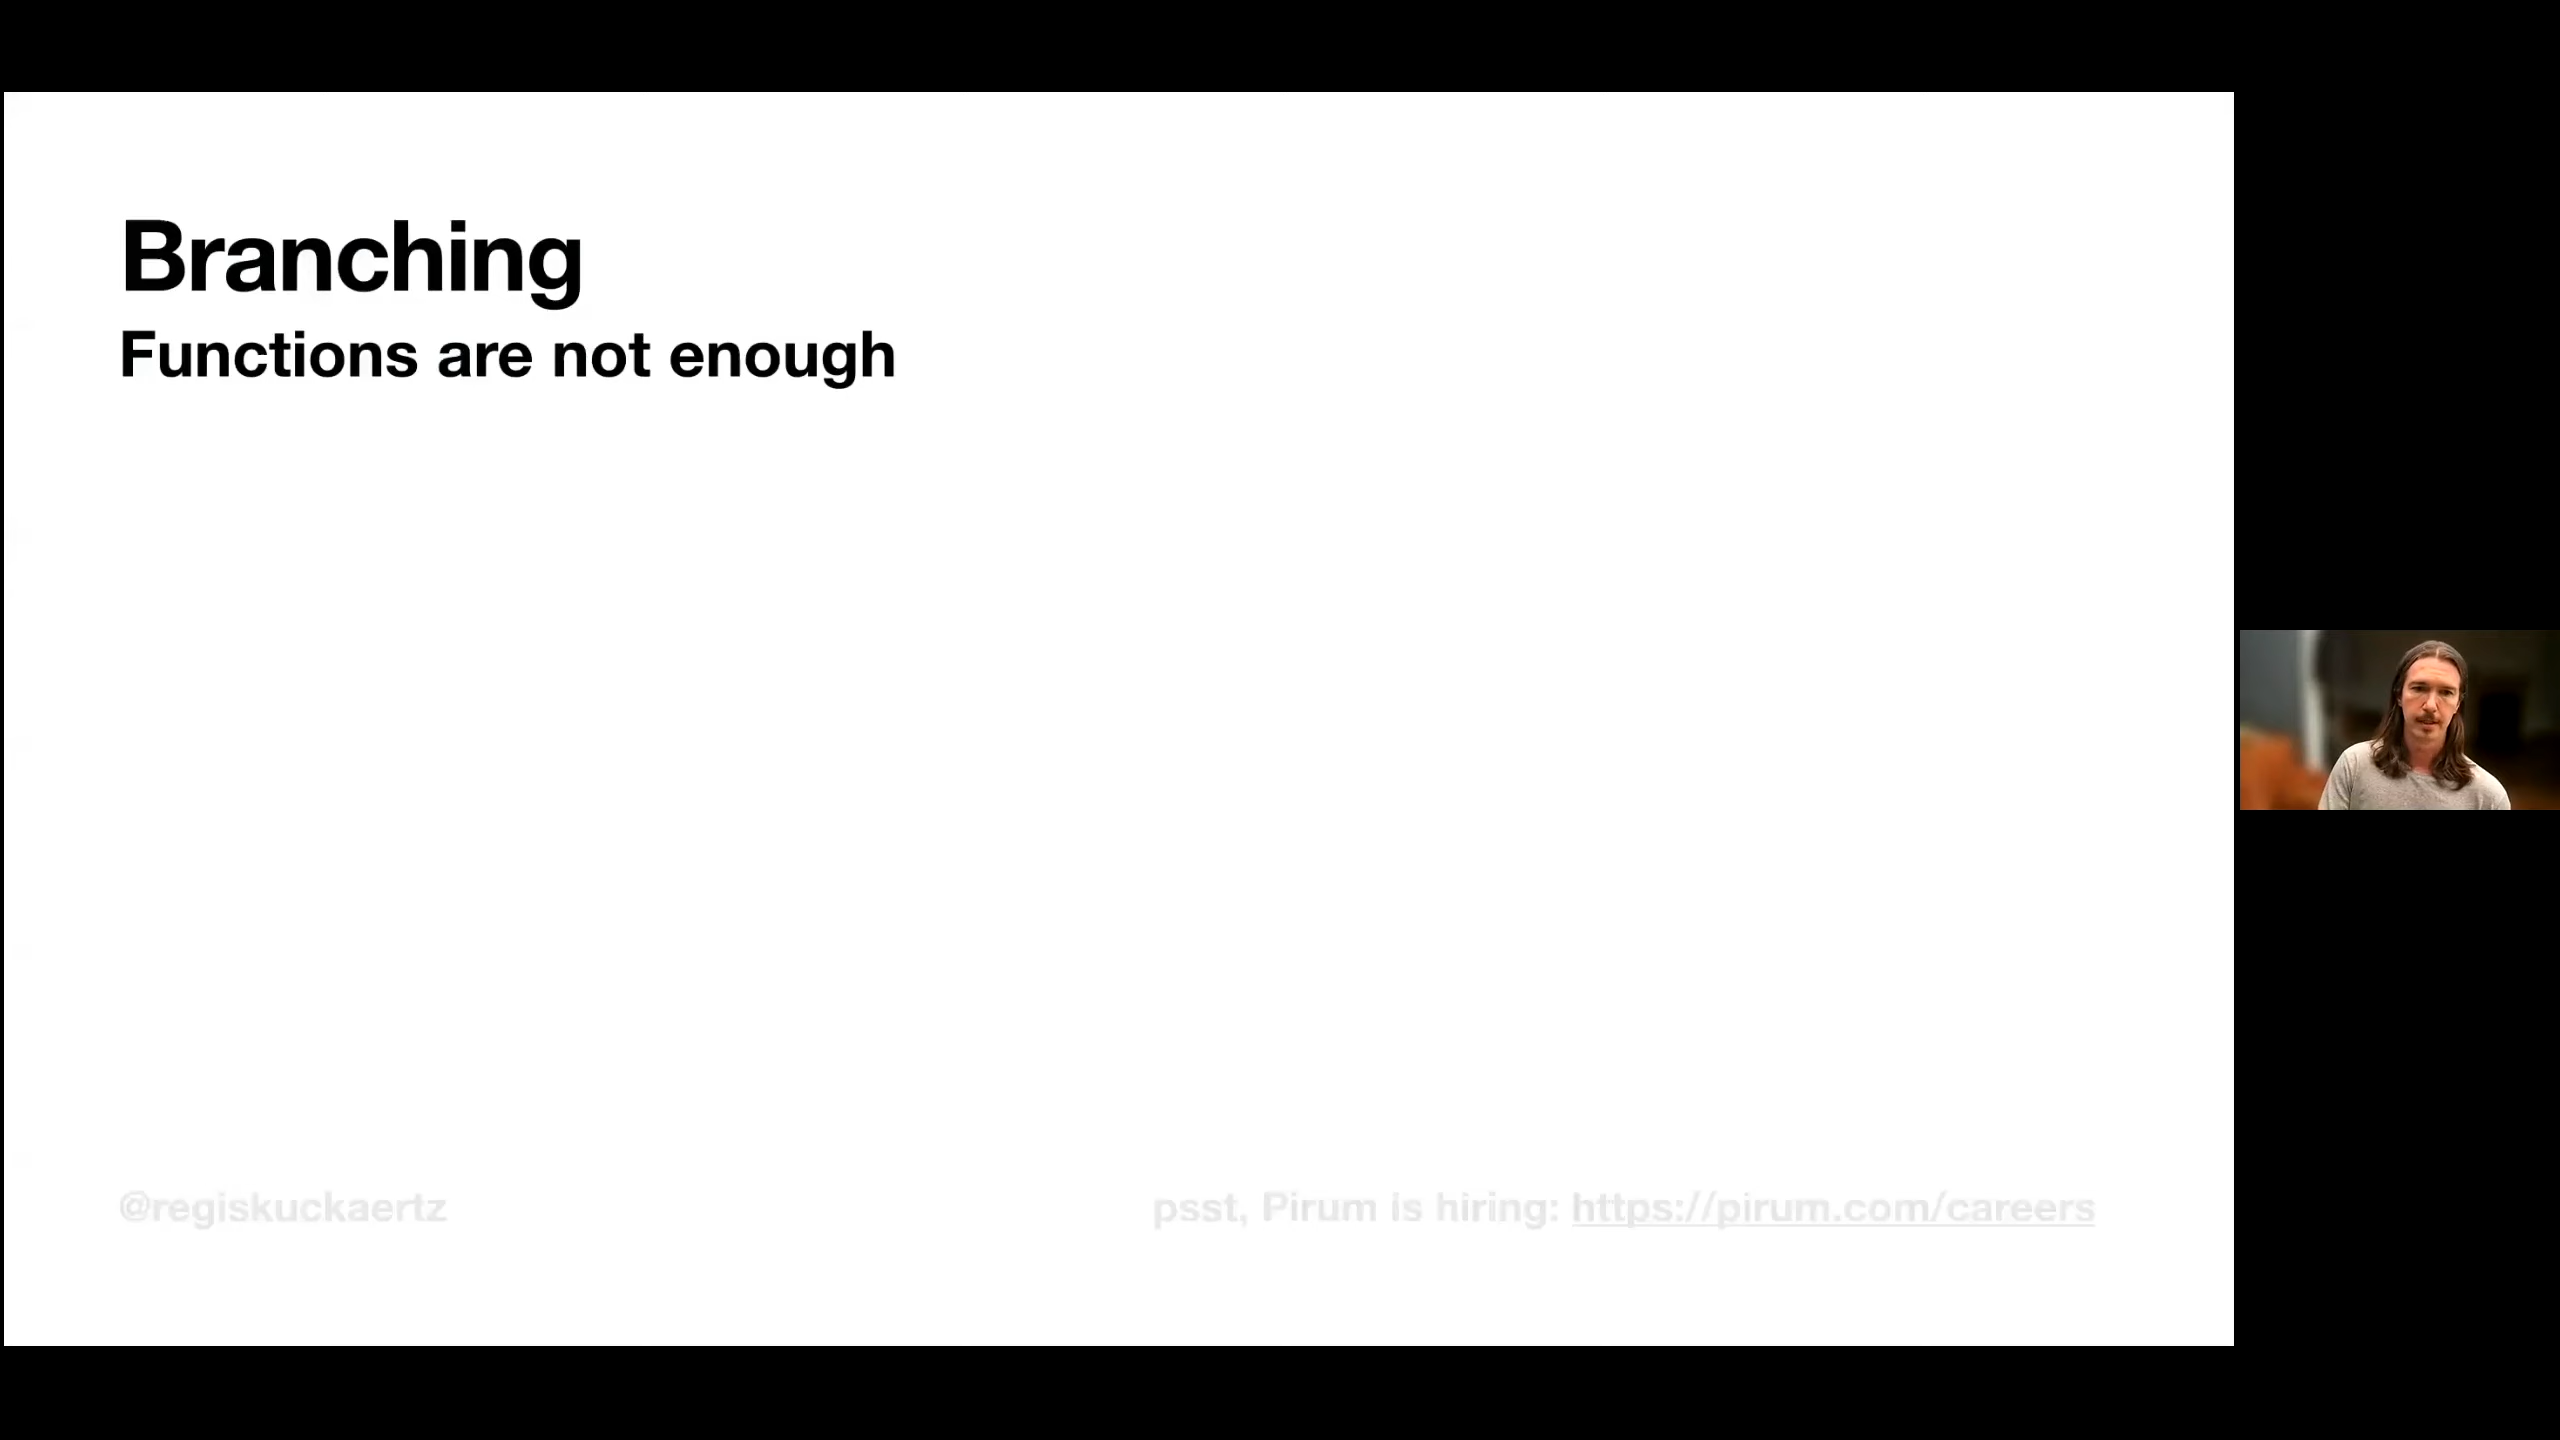 Branching
Functions are not enough
@regiskuckaertz
psst, Pirum is hiring: https://pirum.com/careers